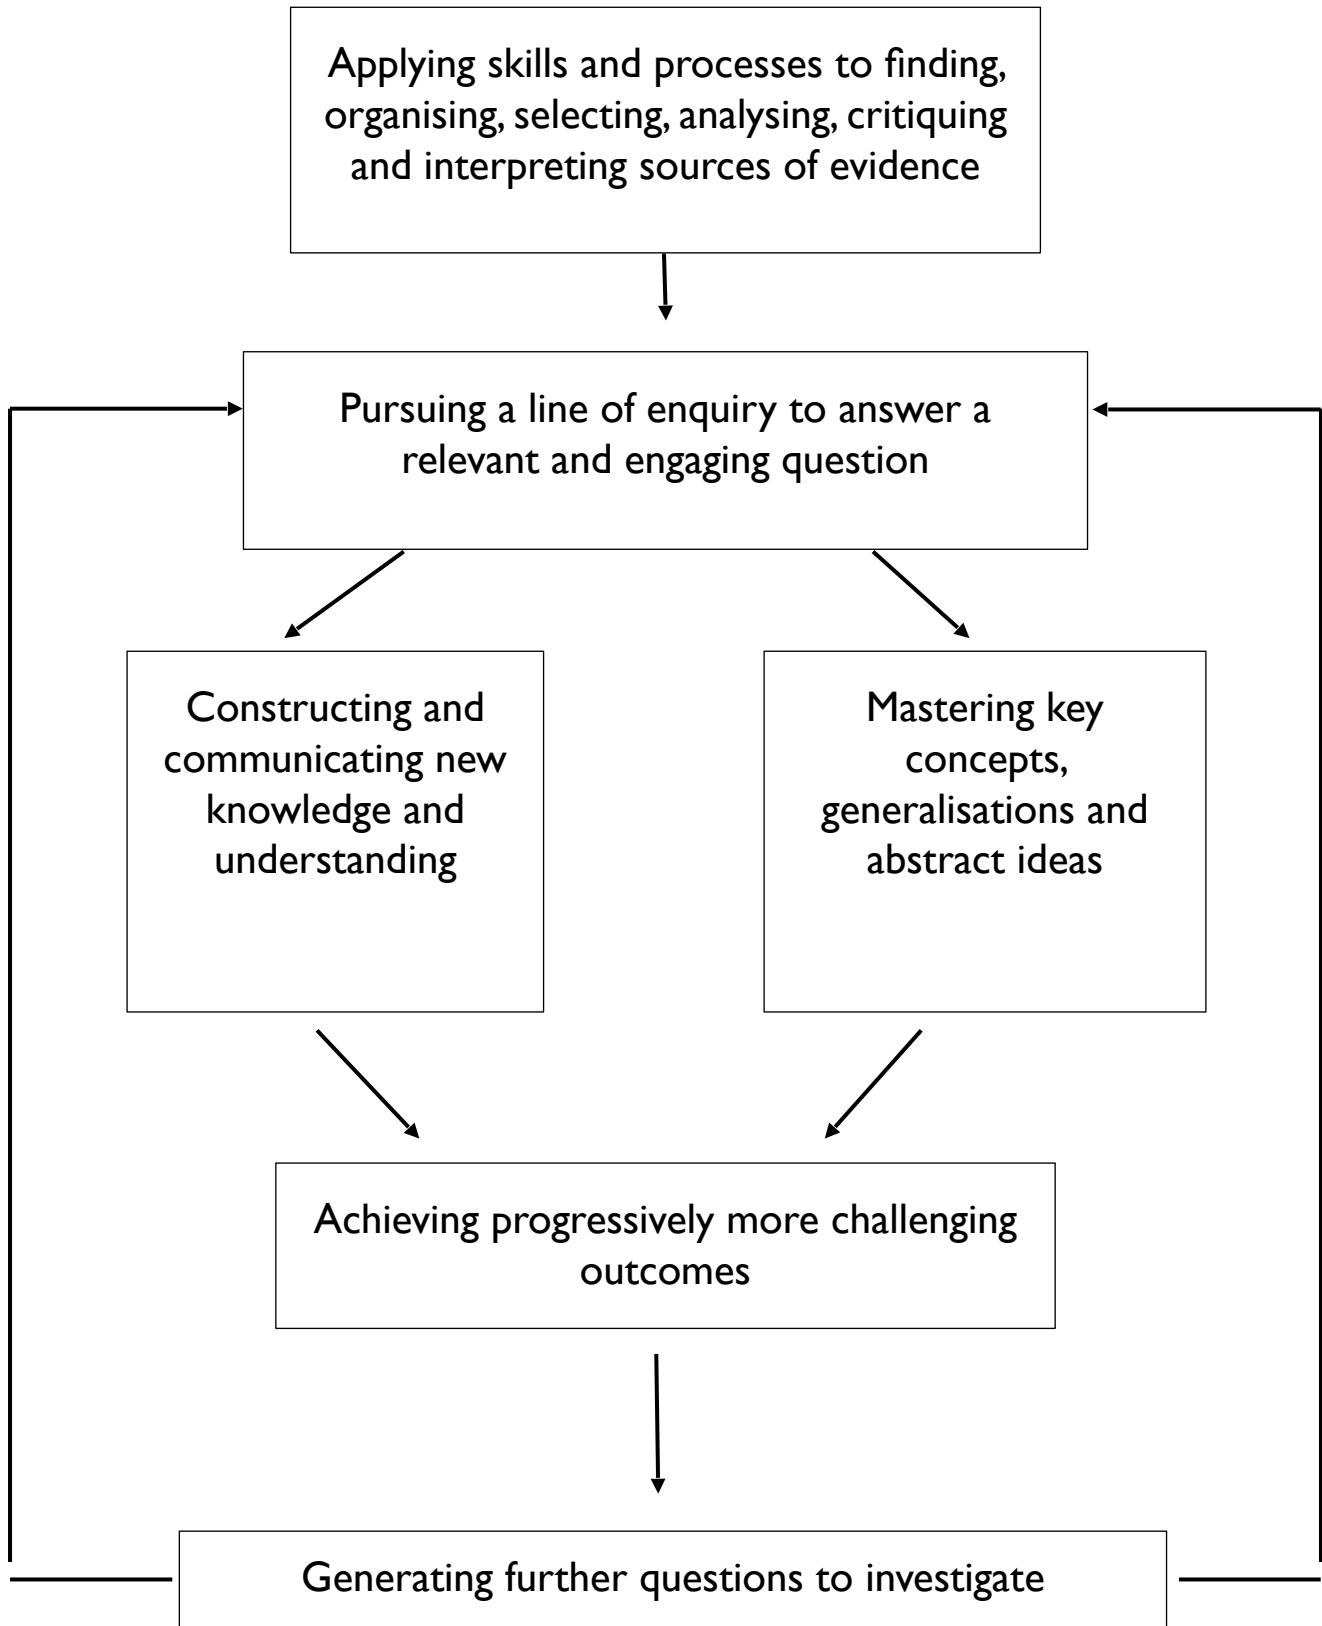 Applying skills and processes to finding,
organising, selecting, analysing, critiquing
and interpreting sources of evidence
Pursuing a line of enquiry to answer a
relevant and engaging question
Constructing and
communicating new
knowledge and
understanding
Mastering key
concepts,
generalisations and
abstract ideas
Achieving progressively more challenging
outcomes
Generating further questions to investigate